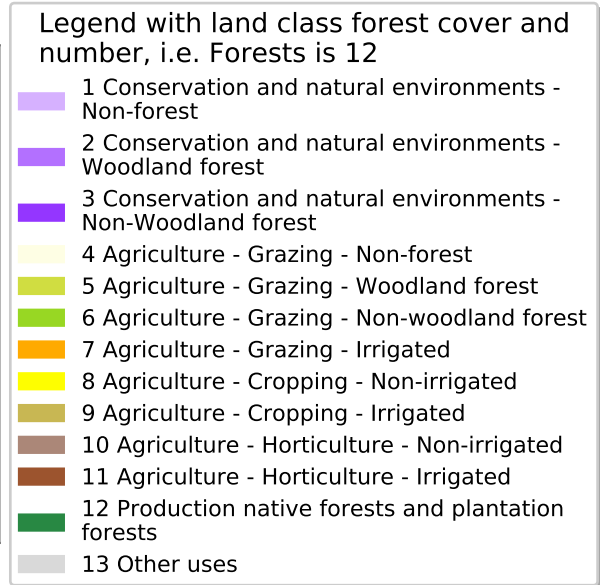 Legend with land class forest cover and
number, i.e. Forests is 12
1 Conservation and natural environments -
Non-forest
2 Conservation and natural environments -
Woodland forest
3 Conservation and natural environments -
Non-Woodland forest
4 Agriculture - Grazing - Non-forest
5 Agriculture - Grazing - Woodland forest
6 Agriculture - Grazing - Non-woodland forest
7 Agriculture - Grazing - Irrigated
8 Agriculture - Cropping - Non-irrigated
9 Agriculture - Cropping - Irrigated
10 Agriculture - Horticulture - Non-irrigated
11 Agriculture - Horticulture - Irrigated
12 Production native forests and plantation
forests
13 Other uses